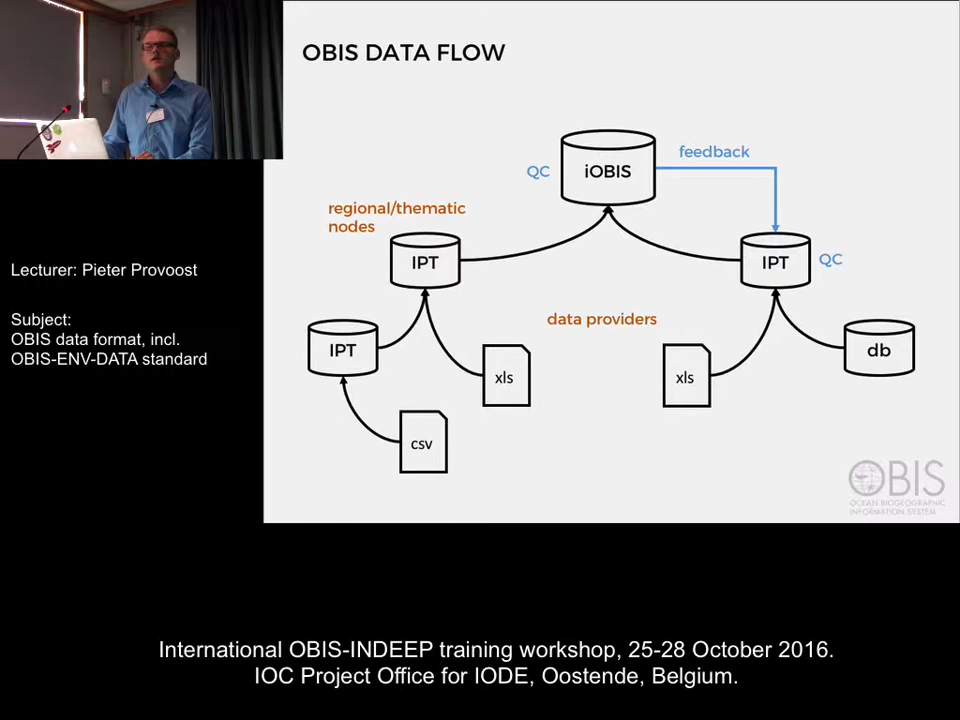 OBIS DATA FLOW
iOBIS
QC
feedback
regional/thematic
nodes
IPT
IPT
QC
data providers
IPT
xls
xls
db
csv
OBIS
OCEAN BIOGEOGRAPHIC
INFORMATION SYSTEM
Lecturer: Pieter Provoost
Subject:
OBIS data format, incl.
OBIS-ENV-DATA standard
International OBIS-INDEEP training workshop, 25-28 October 2016.
IOC Project Office for IODE, Oostende, Belgium.